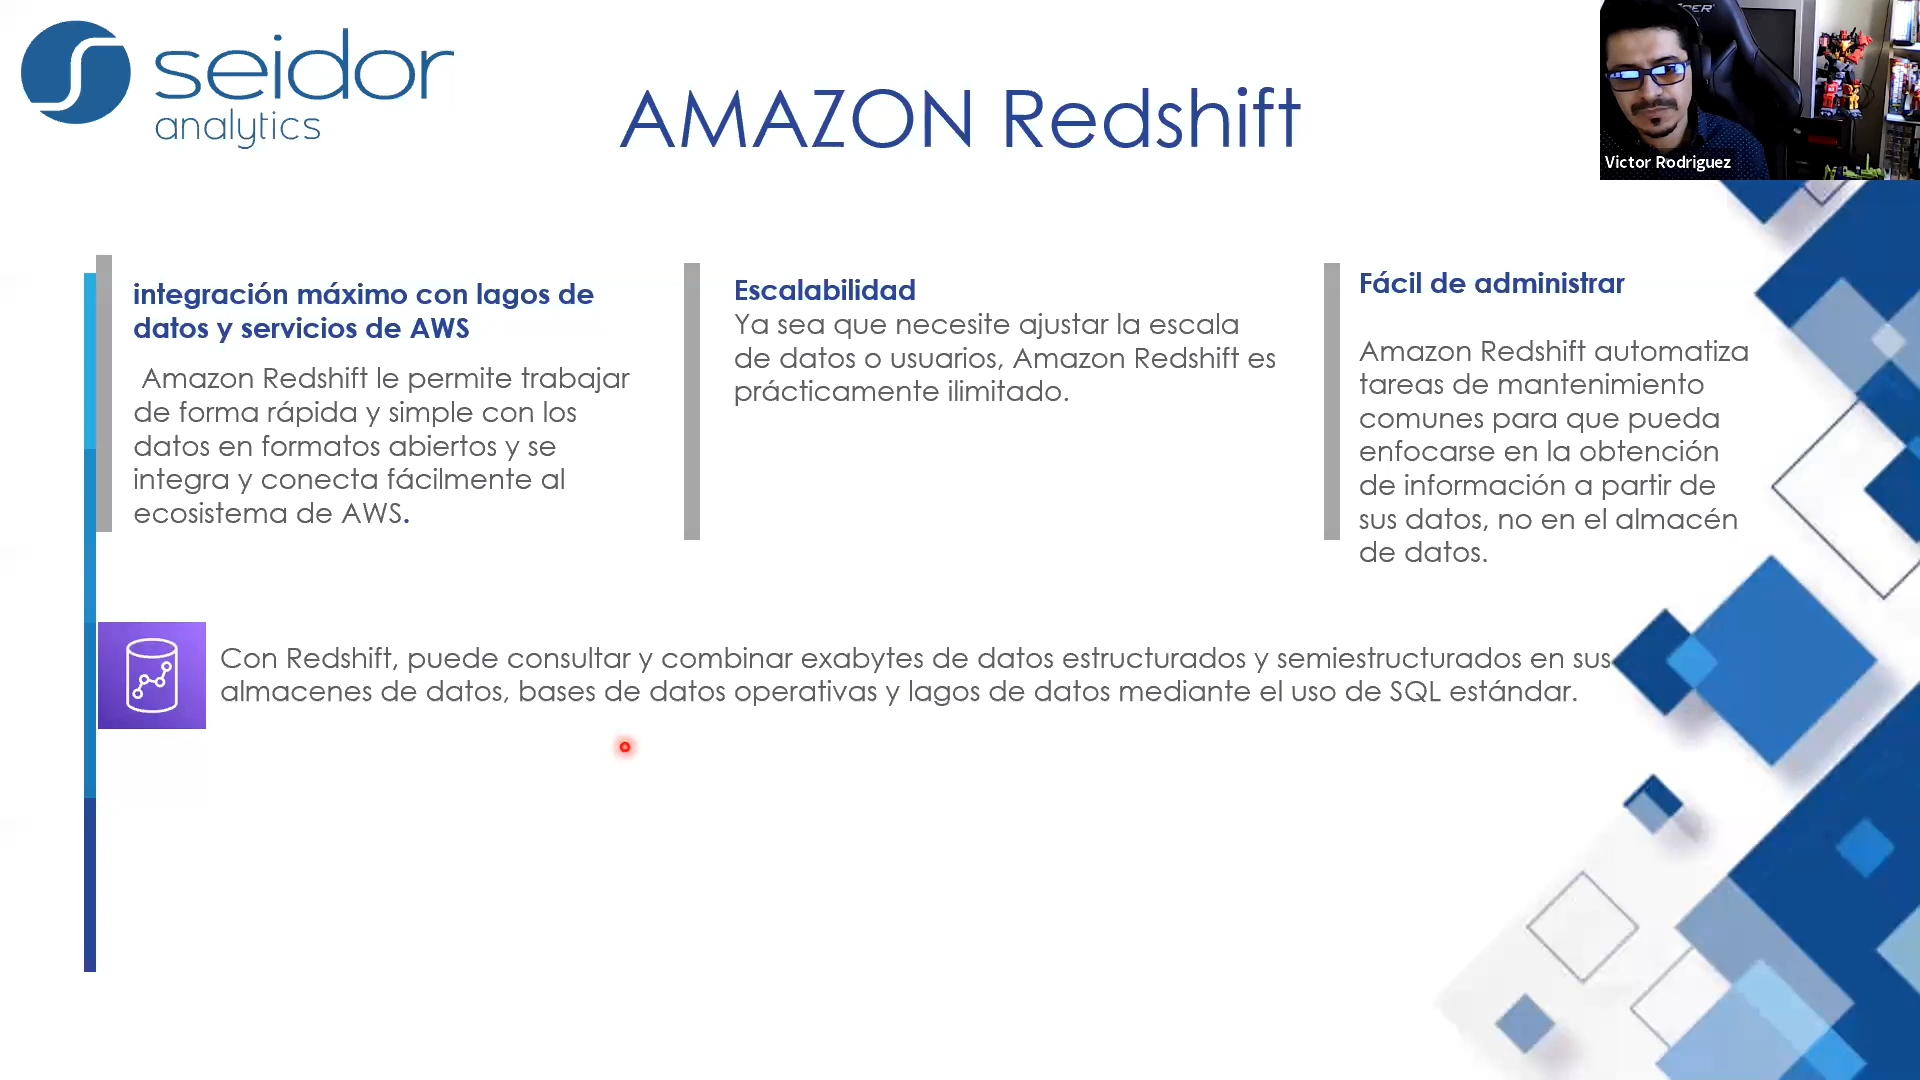 seidor
analytics
AMAZON Redshift
Victor Rodriguez
integración máximo con lagos de
datos y servicios de AWS
Amazon Redshift le permite trabajar
de forma rápida y simple con los
datos en formatos abiertos y se
integra y conecta fácilmente al
ecosistema de AWS.
Escalabilidad
Ya sea que necesite ajustar la escala
de datos o usuarios, Amazon Redshift es
prácticamente ilimitado.
Fácil de administrar
Amazon Redshift automatiza
tareas de mantenimiento
comunes para que pueda
enfocarse en la obtención
de información a partir de
sus datos, no en el almacén
de datos.
Con Redshift, puede consultar y combinar exabytes de datos estructurados y semiestructurados en sus
almacenes de datos, bases de datos operativas y lagos de datos mediante el uso de SQL estándar.